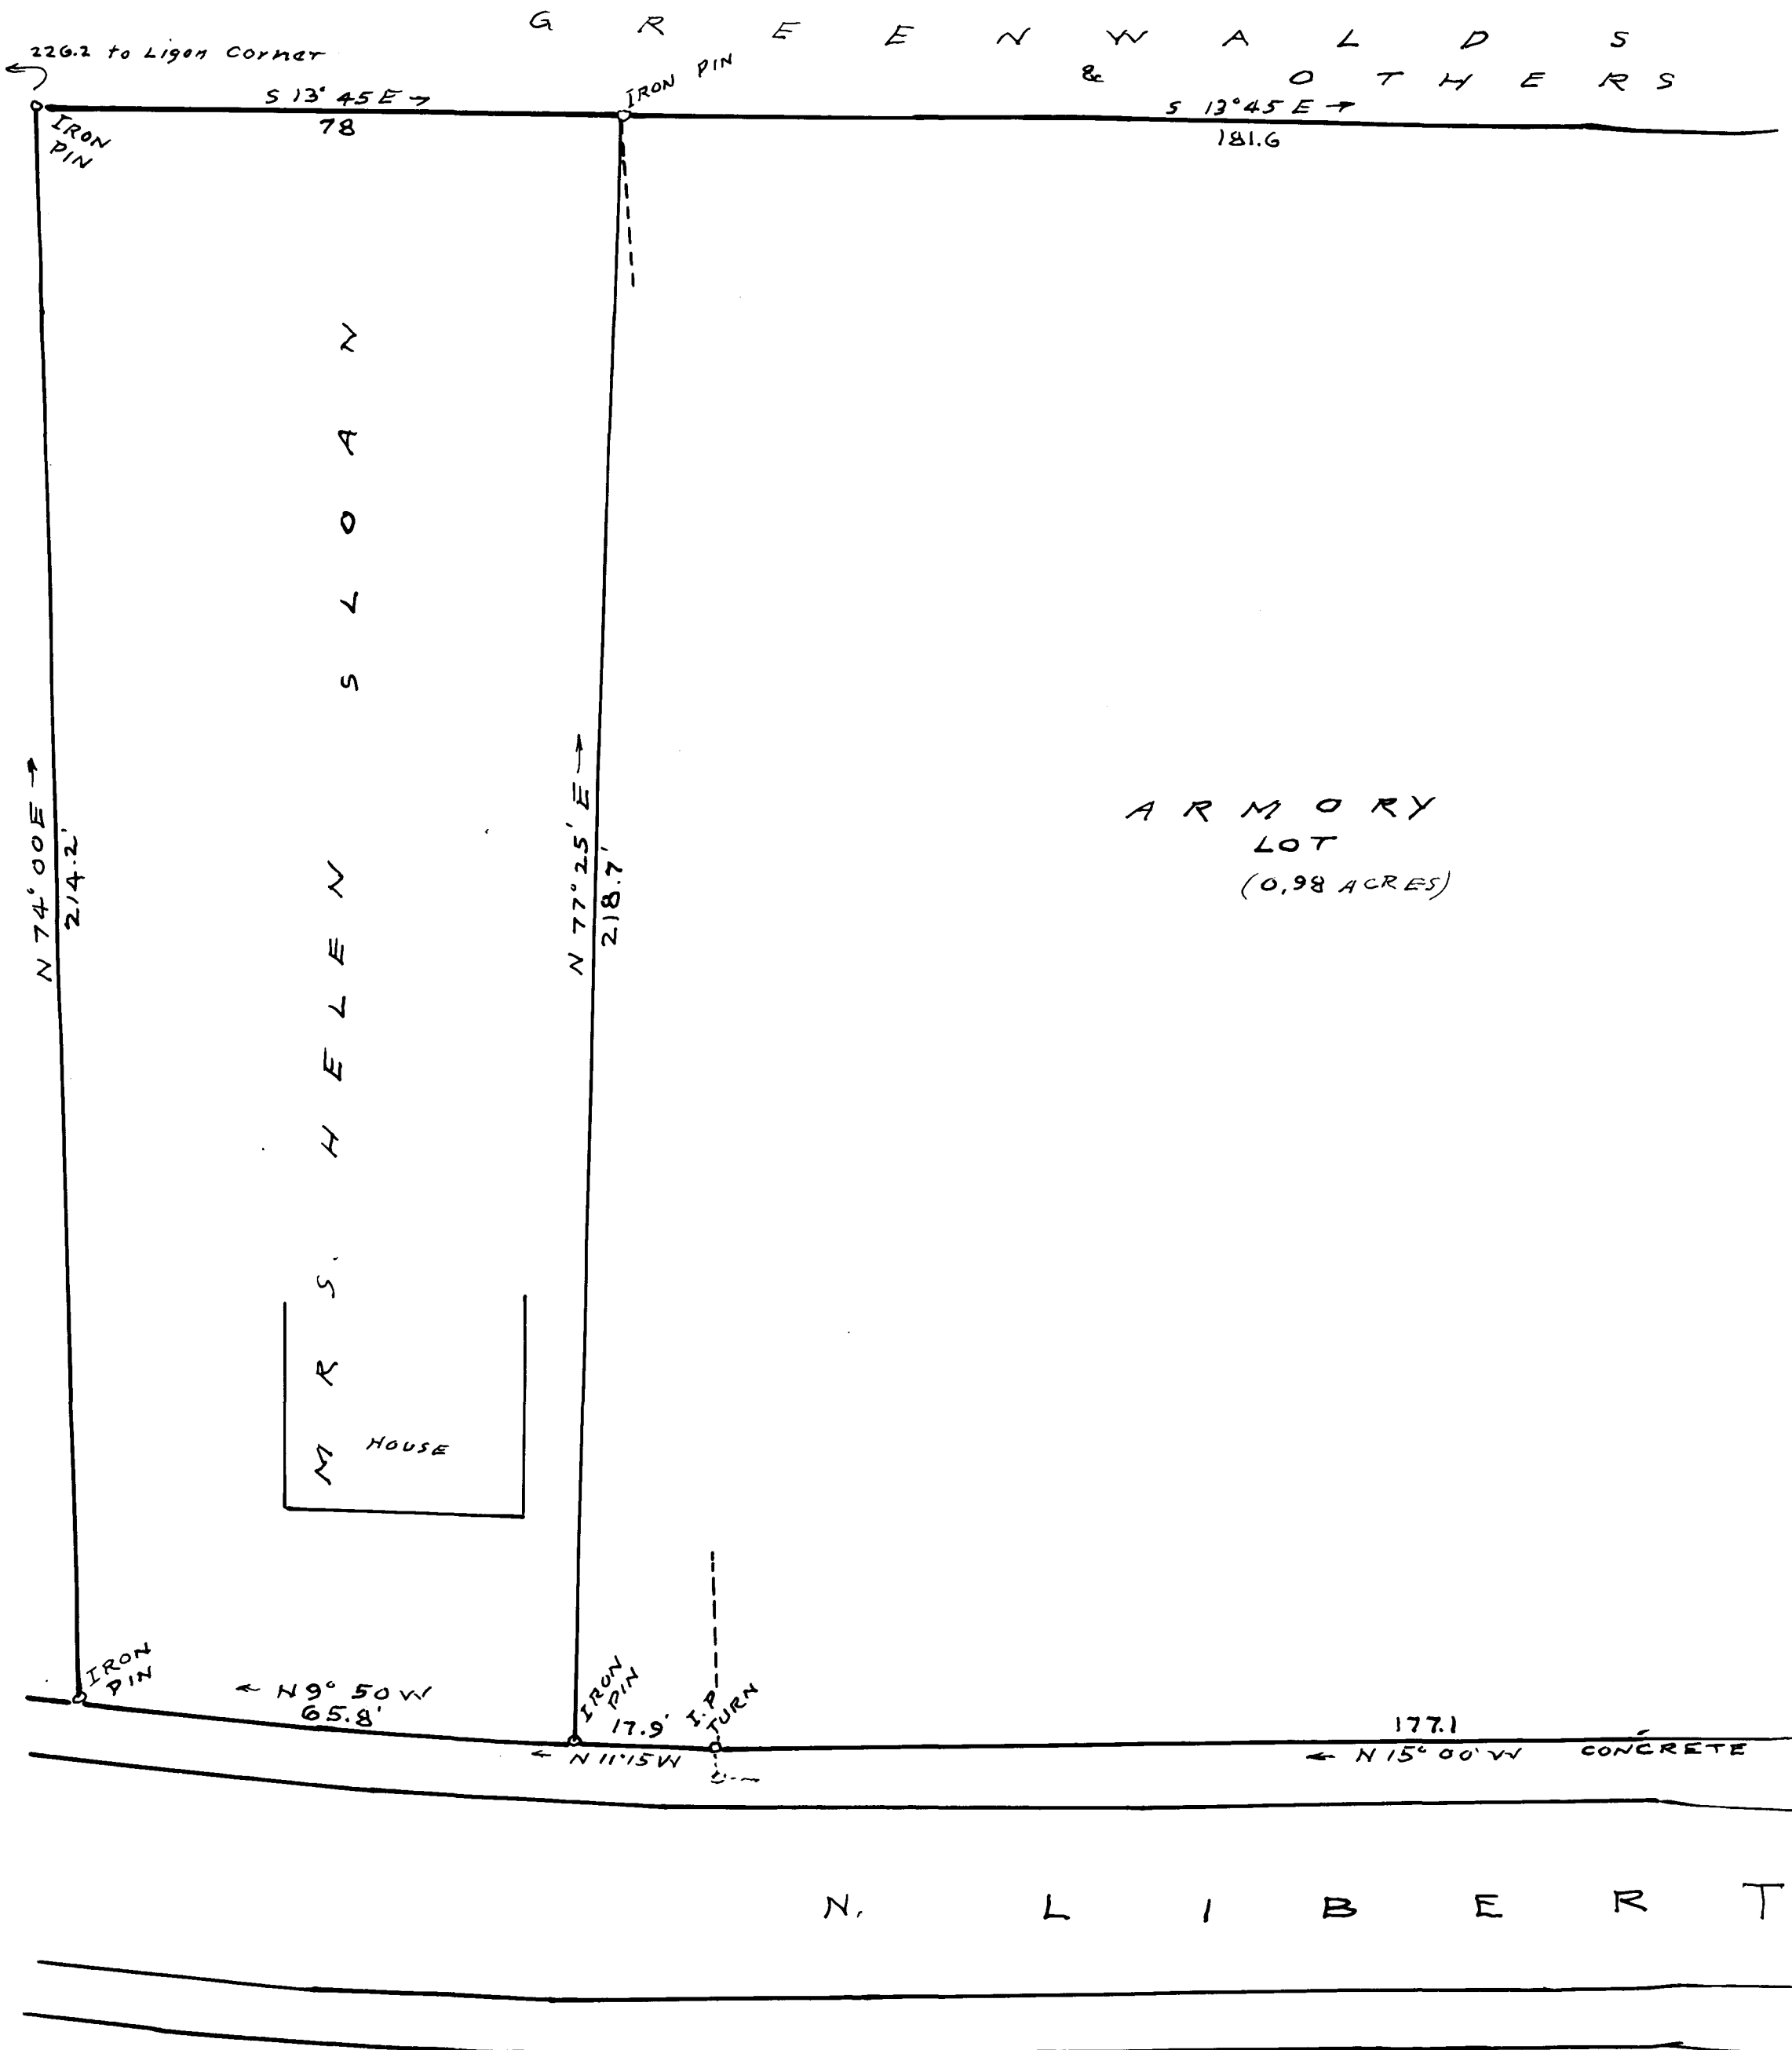 G R E E N W A L D S
& O T H E R S
226.2 to Ligon Corner
S 13° 45 E →
78
IRON PIN
S 13° 45 E →
181.6
IRON
PIN
MRS. HELEN SLOAN
N 74° 00 E →
214.2'
N 77° 25' E →
218.7'
ARMORY
LOT
(0.98 ACRES)
HOUSE
IRON
PIN
← N 9° 50 W
65.8'
IRON
PIN
17.9'
← N 11°15 W
I.P.
TURN
177.1
← N 15° 00' W
CONCRETE
N. L I B E R T